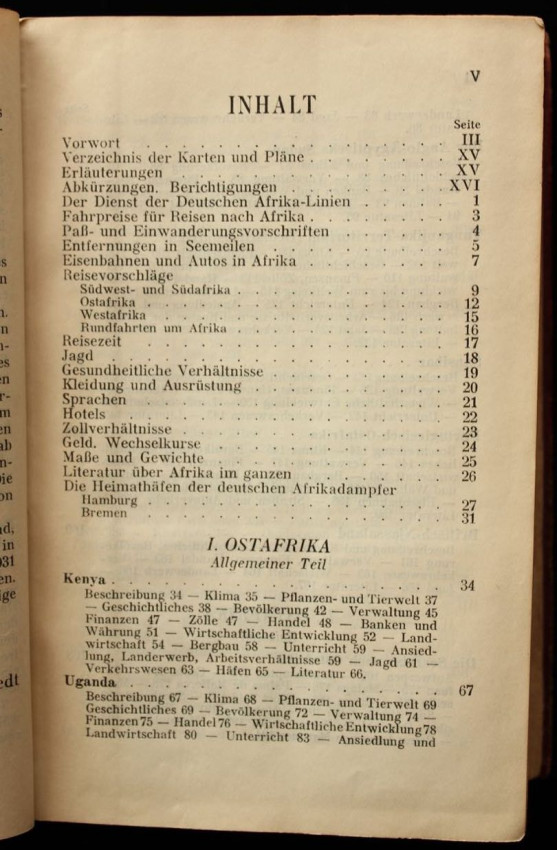 V
INHALT
Seite
Vorwort . . . . . . . . . . . . . . . . III
Verzeichnis der Karten und Pläne . . . . . . . XV
Erläuterungen . . . . . . . . . . . . . . XV
Abkürzungen. Berichtigungen . . . . . . . . XVI
Der Dienst der Deutschen Afrika-Linien . . . . . 1
Fahrpreise für Reisen nach Afrika . . . . . . . 3
Paß- und Einwanderungsvorschriften . . . . . . 4
Entfernungen in Seemeilen . . . . . . . . . 5
Eisenbahnen und Autos in Afrika . . . . . . . 7
Reisevorschläge
Südwest- und Südafrika . . . . . . . . . . 9
Ostafrika . . . . . . . . . . . . . . . 12
Westafrika . . . . . . . . . . . . . . 15
Rundfahrten um Afrika . . . . . . . . . . 16
Reisezeit . . . . . . . . . . . . . . . . 17
Jagd . . . . . . . . . . . . . . . . . 18
Gesundheitliche Verhältnisse . . . . . . . . . 19
Kleidung und Ausrüstung . . . . . . . . . . 20
Sprachen . . . . . . . . . . . . . . . . 21
Hotels . . . . . . . . . . . . . . . . . 22
Zollverhältnisse . . . . . . . . . . . . . 23
Geld. Wechselkurse . . . . . . . . . . . . 24
Maße und Gewichte . . . . . . . . . . . . 25
Literatur über Afrika im ganzen . . . . . . . 26
Die Heimathäfen der deutschen Afrikadampfer
Hamburg . . . . . . . . . . . . . . . 27
Bremen . . . . . . . . . . . . . . . 31
I. OSTAFRIKA
Allgemeiner Teil
Kenya . . . . . . . . . . . . . . . . . 34
Beschreibung 34 — Klima 35 — Pflanzen- und Tierwelt 37
— Geschichtliches 38 — Bevölkerung 42 — Verwaltung 45
Finanzen 47 — Zölle 47 — Handel 48 — Banken und
Währung 51 — Wirtschaftliche Entwicklung 52 — Land-
wirtschaft 54 — Bergbau 58 — Unterricht 59 — Ansied-
lung, Landerwerb, Arbeitsverhältnisse 59 — Jagd 61 —
Verkehrswesen 63 — Häfen 65 — Literatur 66.
Uganda . . . . . . . . . . . . . . . . . 67
Beschreibung 67 — Klima 68 — Pflanzen- und Tierwelt 69
Geschichtliches 69 — Bevölkerung 72 — Verwaltung 74 —
Finanzen 75 — Handel 76 — Wirtschaftliche Entwicklung 78
Landwirtschaft 80 — Unterricht 83 — Ansiedlung und